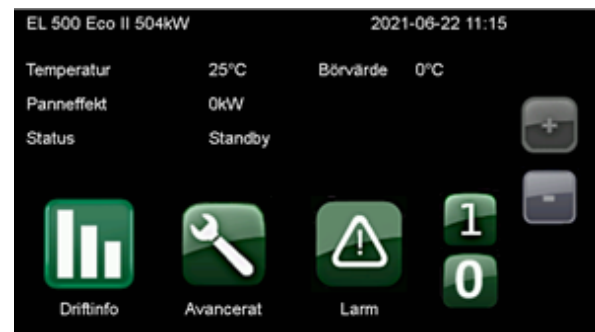 EL 500 Eco II 504kW 2021-06-22 11:15
Temperatur 25°C Börvärde 0°C
Panneffekt 0kW
Status Standby
+
-
1
0
Driftinfo Avancerat Larm